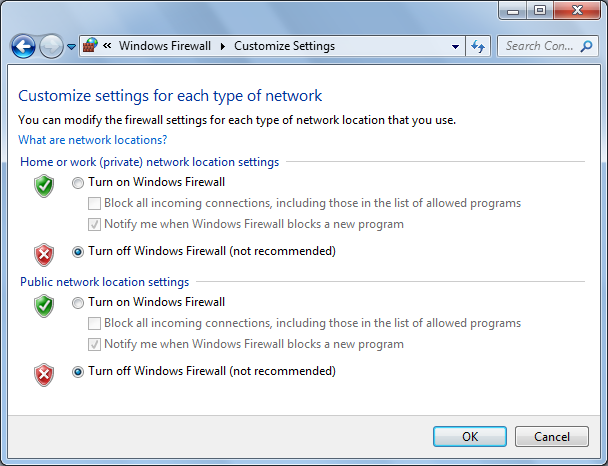 « Windows Firewall ▸ Customize Settings
Search Con...
Customize settings for each type of network
You can modify the firewall settings for each type of network location that you use.
What are network locations?
Home or work (private) network location settings
Turn on Windows Firewall
Block all incoming connections, including those in the list of allowed programs
Notify me when Windows Firewall blocks a new program
Turn off Windows Firewall (not recommended)
Public network location settings
Turn on Windows Firewall
Block all incoming connections, including those in the list of allowed programs
Notify me when Windows Firewall blocks a new program
Turn off Windows Firewall (not recommended)
OK
Cancel